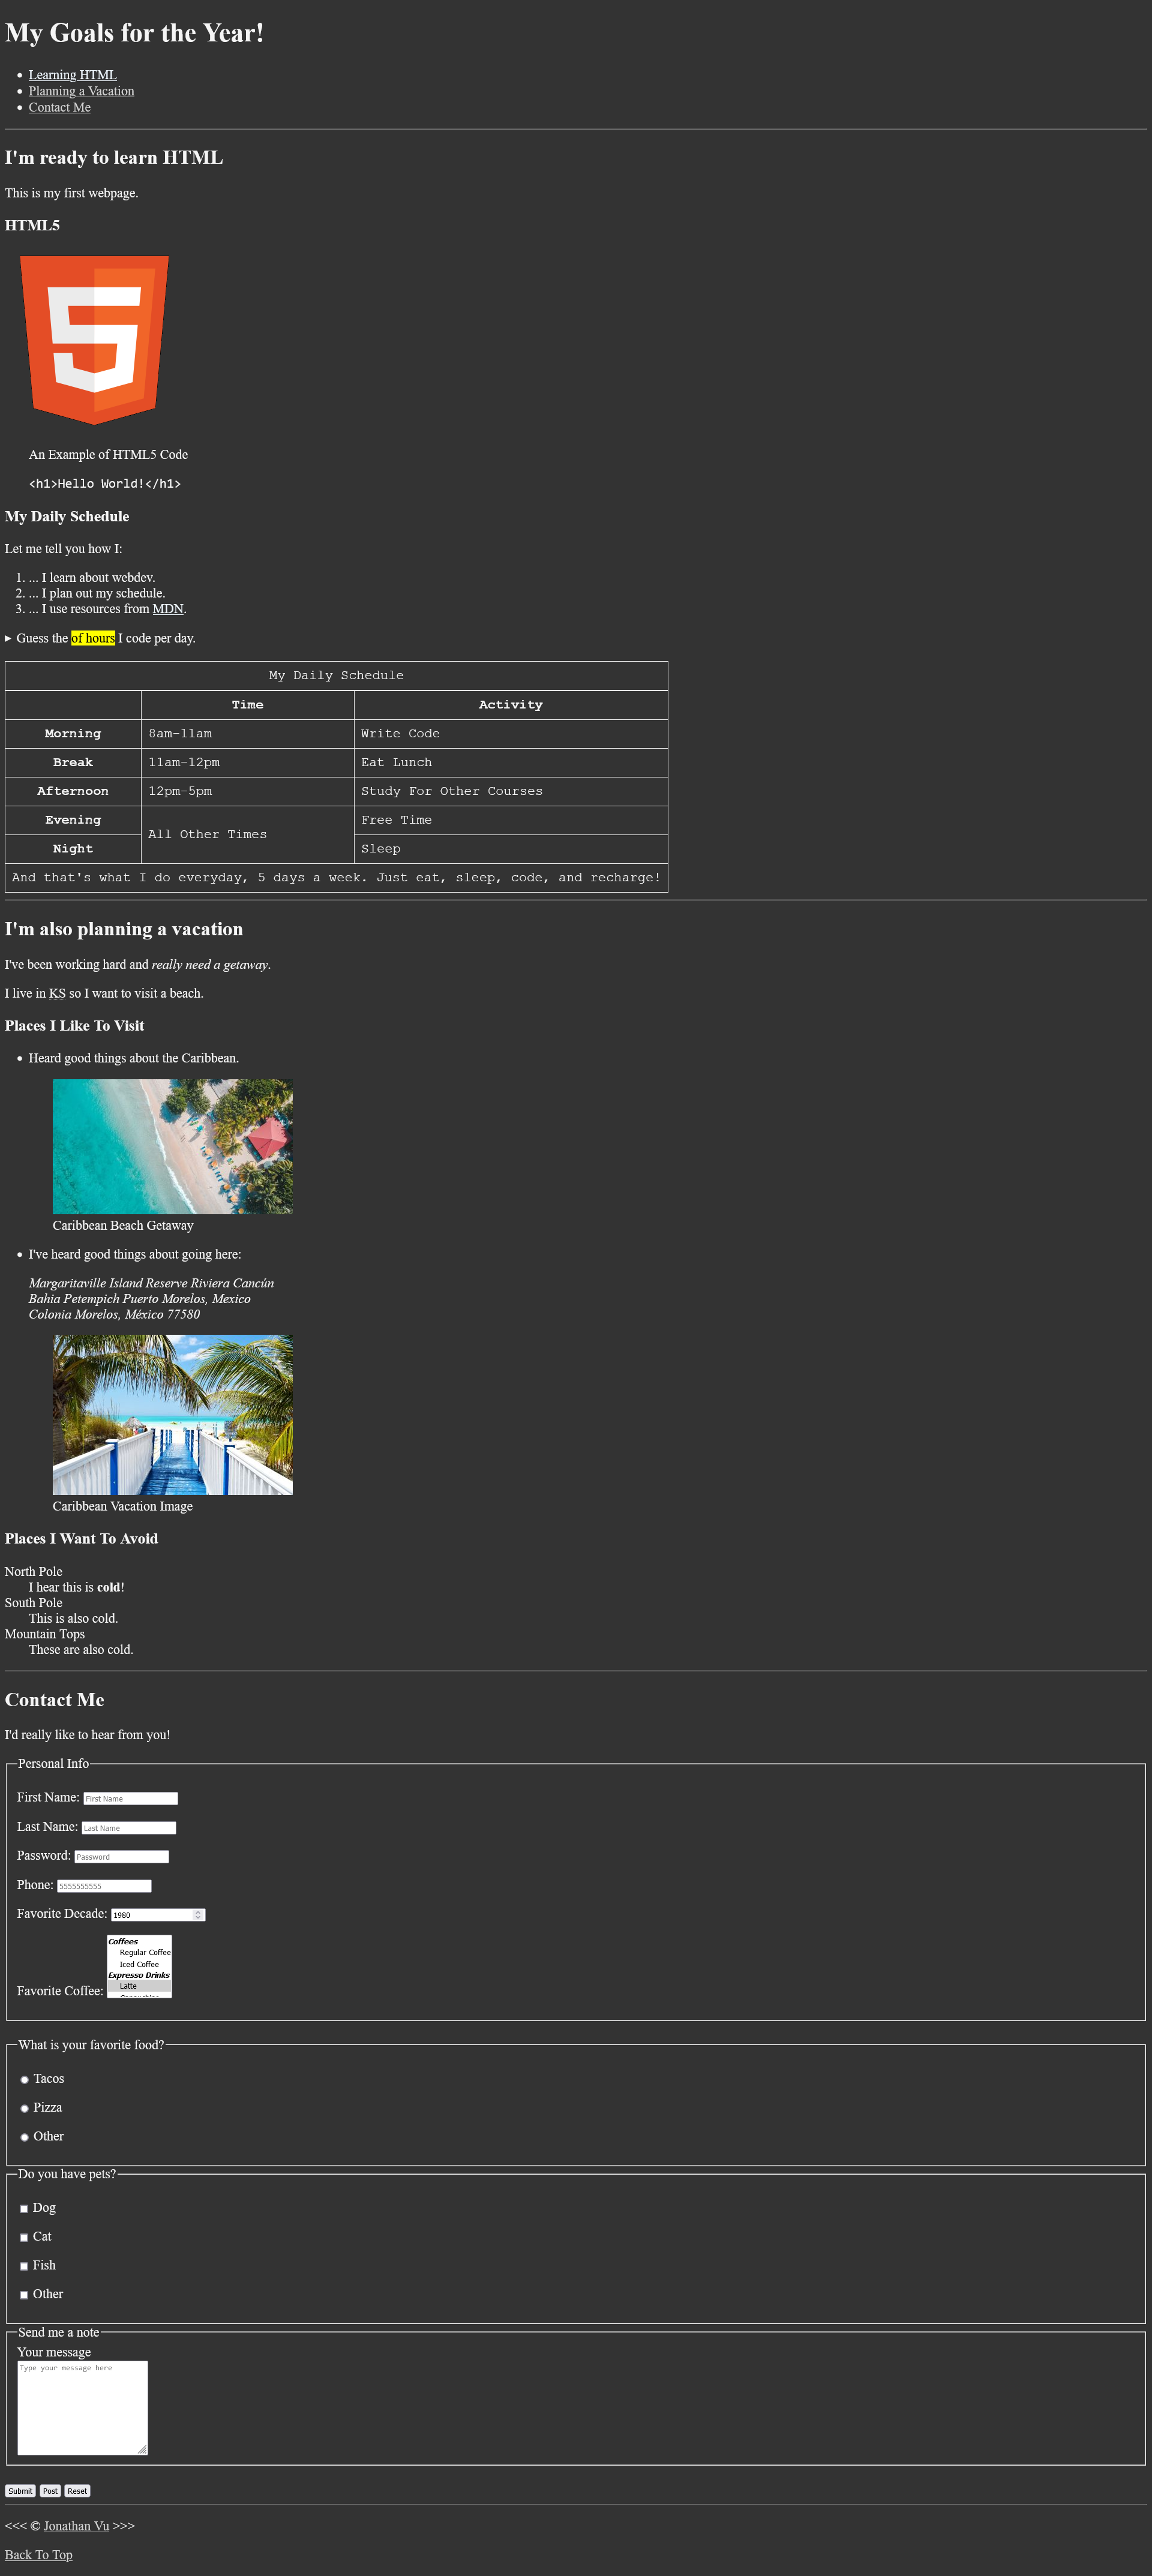 My Goals for the Year!
Learning HTML
Planning a Vacation
Contact Me
I'm ready to learn HTML
This is my first webpage.
HTML5
5
An Example of HTML5 Code
<h1>Hello World!</h1>
My Daily Schedule
Let me tell you how I:
1. ... I learn about webdev.
2. ... I plan out my schedule.
3. ... I use resources from MDN.
Guess the of hours I code per day.
My Daily Schedule
Time Activity
Morning 8am-11am Write Code
Break 11am-12pm Eat Lunch
Afternoon 12pm-5pm Study For Other Courses
Evening All Other Times Free Time
Night Sleep
And that's what I do everyday, 5 days a week. Just eat, sleep, code, and recharge!
I'm also planning a vacation
I've been working hard and really need a getaway.
I live in KS so I want to visit a beach.
Places I Like To Visit
Heard good things about the Caribbean.
Caribbean Beach Getaway
I've heard good things about going here:
Margaritaville Island Reserve Riviera Cancún
Bahia Petempich Puerto Morelos, Mexico
Colonia Morelos, México 77580
Caribbean Vacation Image
Places I Want To Avoid
North Pole
I hear this is cold!
South Pole
This is also cold.
Mountain Tops
These are also cold.
Contact Me
I'd really like to hear from you!
Personal Info
First Name: First Name
Last Name: Last Name
Password: Password
Phone: 5555555555
Favorite Decade: 1980
Coffees
Regular Coffee
Iced Coffee
Expresso Drinks
Latte
Favorite Coffee:
What is your favorite food?
Tacos
Pizza
Other
Do you have pets?
Dog
Cat
Fish
Other
Send me a note
Your message
Type your message here
Submit Post Reset
<<< © Jonathan Vu >>>
Back To Top